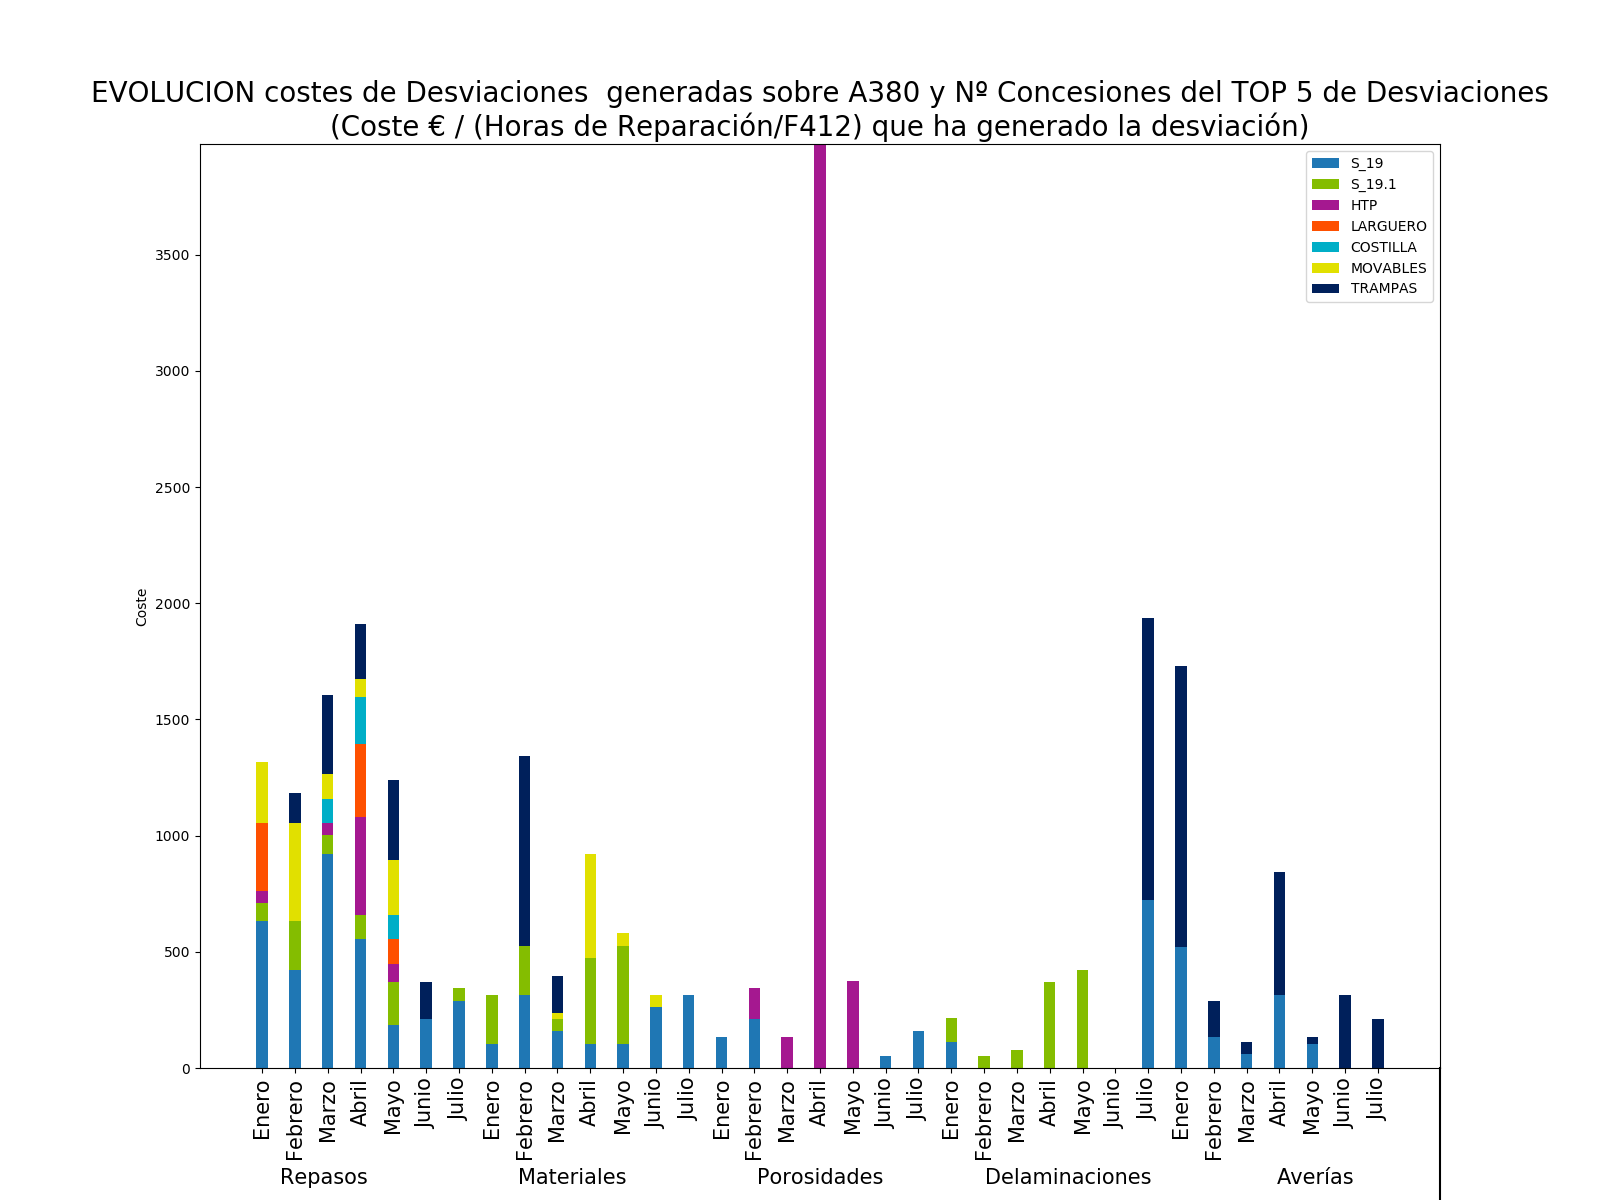 EVOLUCION costes de Desviaciones  generadas sobre A380 y Nº Concesiones del TOP 5 de Desviaciones
(Coste € / (Horas de Reparación/F412) que ha generado la desviación)
S_19
S_19.1
HTP
LARGUERO
COSTILLA
MOVABLES
TRAMPAS
3500
3000
2500
2000
1500
1000
500
0
Coste
Enero Febrero Marzo Abril Mayo Junio Julio Enero Febrero Marzo Abril Mayo Junio Julio Enero Febrero Marzo Abril Mayo Junio Julio Enero Febrero Marzo Abril Mayo Junio Julio Enero Febrero Marzo Abril Mayo Junio Julio
Repasos Materiales Porosidades Delaminaciones Averías